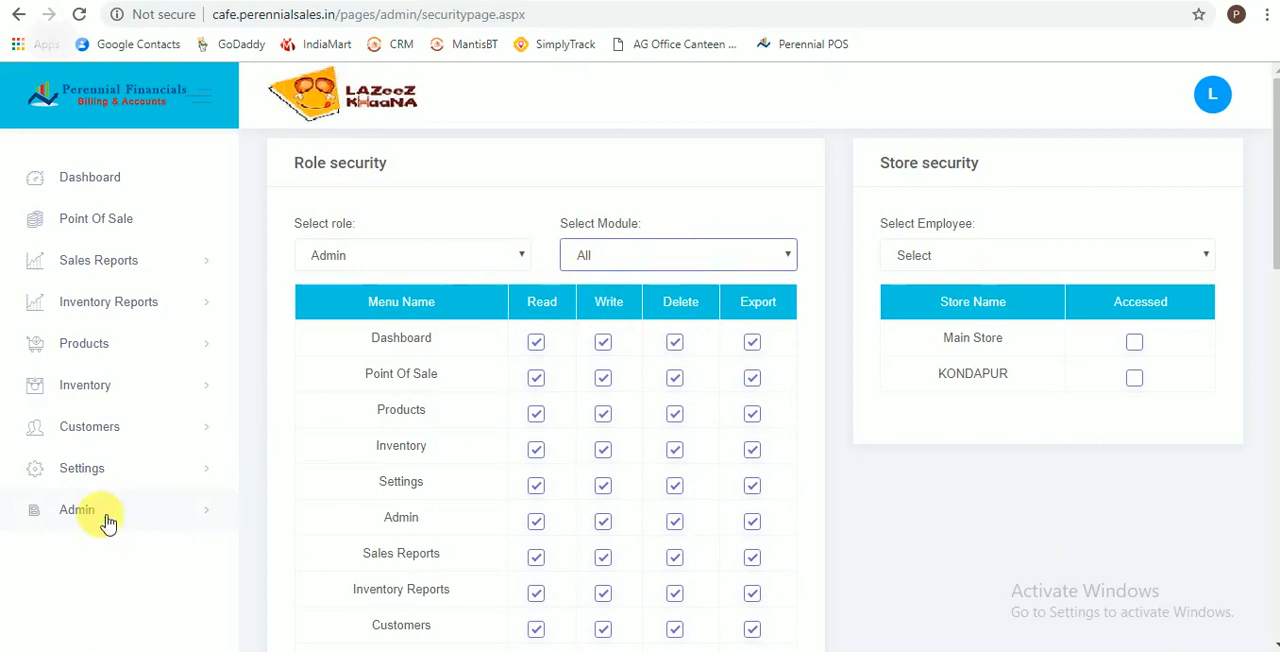 Not secure cafe.perennialsales.in/pages/admin/securitypage.aspx P
Apps Google Contacts GoDaddy IndiaMart CRM MantisBT SimplyTrack AG Office Canteen ... Perennial POS
Perennial Financials
Billing & Accounts
LAZeeZ
KHaaNA
L
Dashboard
Point Of Sale
Sales Reports
Inventory Reports
Products
Inventory
Customers
Settings
Admin
Role security
Select role: Select Module:
Admin All
Menu Name Read Write Delete Export
Dashboard
Point Of Sale
Products
Inventory
Settings
Admin
Sales Reports
Inventory Reports
Customers
Store security
Select Employee:
Select
Store Name Accessed
Main Store
KONDAPUR
Activate Windows
Go to Settings to activate Windows.